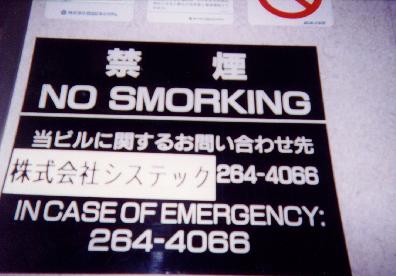 禁煙
NO SMORKING
当ビルに関するお問い合わせ先
株式会社システック 264-4066
IN CASE OF EMERGENCY:
264-4066